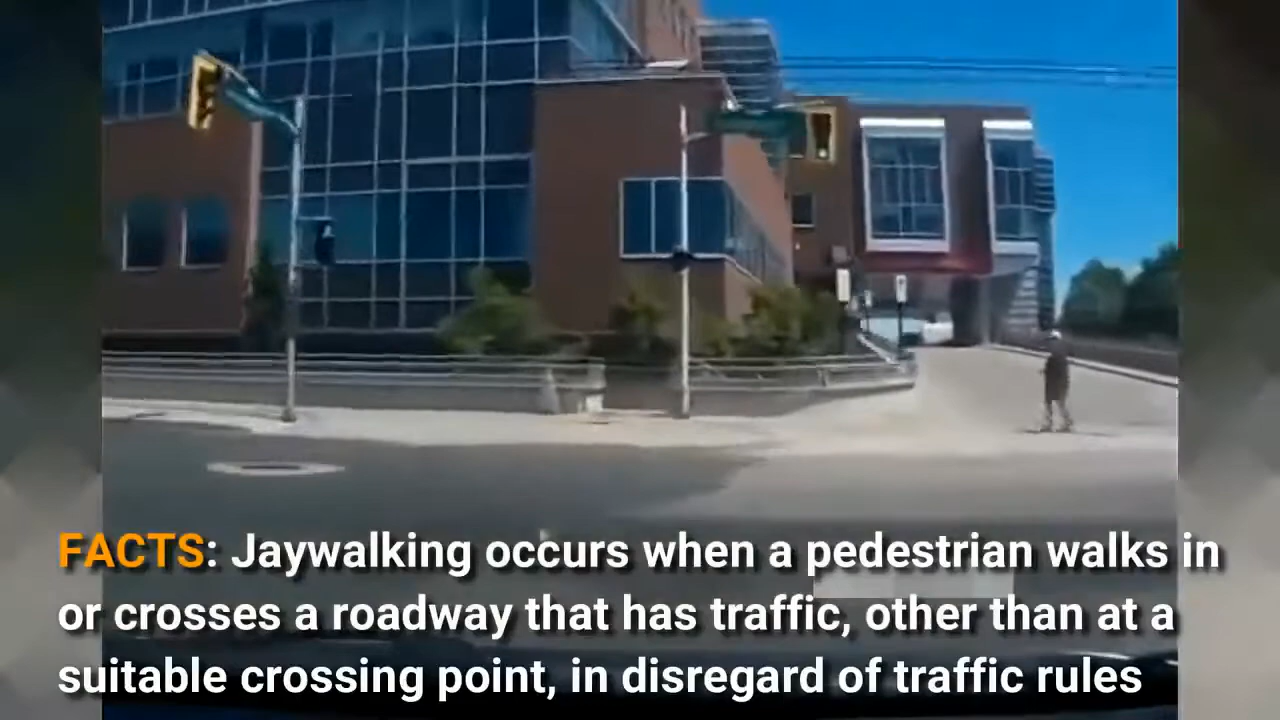 FACTS: Jaywalking occurs when a pedestrian walks in
or crosses a roadway that has traffic, other than at a
suitable crossing point, in disregard of traffic rules